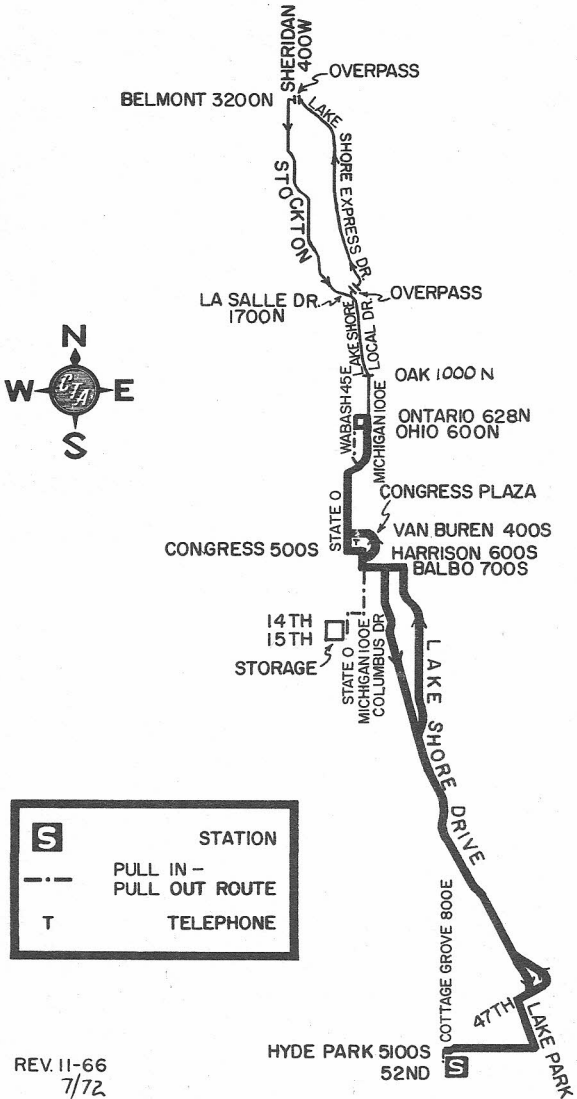 SHERIDAN
400W
OVERPASS
BELMONT 3200N
LAKE SHORE EXPRESS DR.
STOCKTON
LA SALLE DR.
1700N
OVERPASS
LAKE SHORE
LOCAL DR.
N
W CTA E
S
OAK 1000 N
WABASH 45E
MICHIGAN 100E
ONTARIO 628N
OHIO 600N
STATE 0
CONGRESS PLAZA
T
VAN BUREN 400S
CONGRESS 500S
HARRISON 600S
BALBO 700S
14TH
15TH
STORAGE
STATE 0
MICHIGAN 100E
COLUMBUS DR
LAKE SHORE DRIVE
S STATION
PULL IN –
PULL OUT ROUTE
T TELEPHONE
COTTAGE GROVE 800E
47TH
LAKE PARK
HYDE PARK 5100S
52ND
S
REV. 11-66
7/72